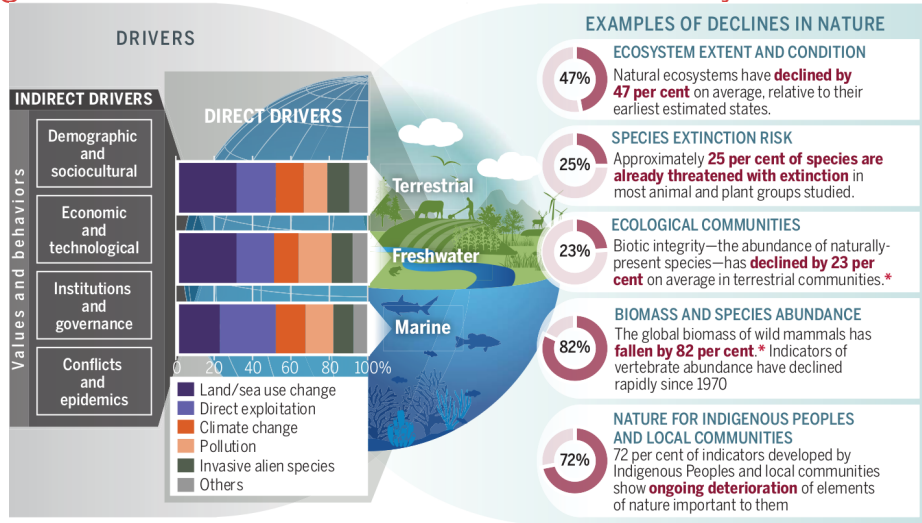 DRIVERS
INDIRECT DRIVERS
Values and behaviors
Demographic
and
sociocultural
Economic
and
technological
Institutions
and
governance
Conflicts
and
epidemics
DIRECT DRIVERS
Terrestrial
Freshwater
Marine
0 20 40 60 80 100%
Land/sea use change
Direct exploitation
Climate change
Pollution
Invasive alien species
Others
EXAMPLES OF DECLINES IN NATURE
47%
ECOSYSTEM EXTENT AND CONDITION
Natural ecosystems have declined by
47 per cent on average, relative to their
earliest estimated states.
25%
SPECIES EXTINCTION RISK
Approximately 25 per cent of species are
already threatened with extinction in
most animal and plant groups studied.
23%
ECOLOGICAL COMMUNITIES
Biotic integrity—the abundance of naturally-
present species—has declined by 23 per
cent on average in terrestrial communities.*
82%
BIOMASS AND SPECIES ABUNDANCE
The global biomass of wild mammals has
fallen by 82 per cent.* Indicators of
vertebrate abundance have declined
rapidly since 1970
72%
NATURE FOR INDIGENOUS PEOPLES
AND LOCAL COMMUNITIES
72 per cent of indicators developed by
Indigenous Peoples and local communities
show ongoing deterioration of elements
of nature important to them